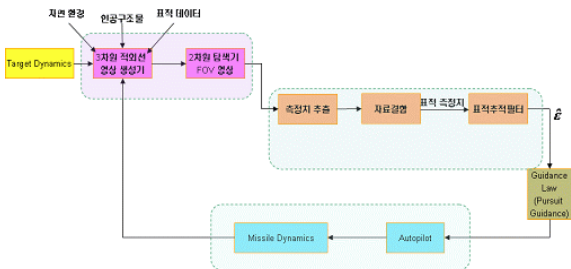 자연 환경
인공구조물
표적 데이터
Target Dynamics
3차원 적외선
영상 생성기
2차원 탐색기
FOV 영상
측정치 추출
자료결합
표적 측정치
표적추적필터
ε̂
Guidance
Law
(Pursuit
Guidance)
Missile Dynamics
Autopilot